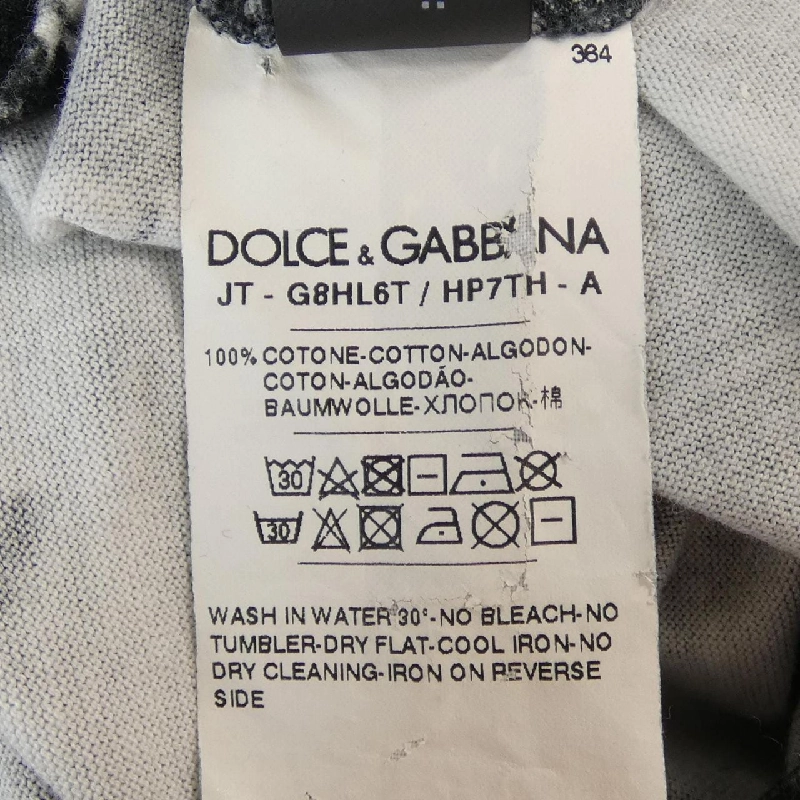 364
DOLCE & GABBANA
JT - G8HL6T / HP7TH - A
100% COTONE-COTTON-ALGODON-
COTON-ALGODÃO-
BAUMWOLLE-ХЛОПОК-棉
30
30
WASH IN WATER 30°-NO BLEACH-NO
TUMBLER-DRY FLAT-COOL IRON-NO
DRY CLEANING-IRON ON REVERSE
SIDE